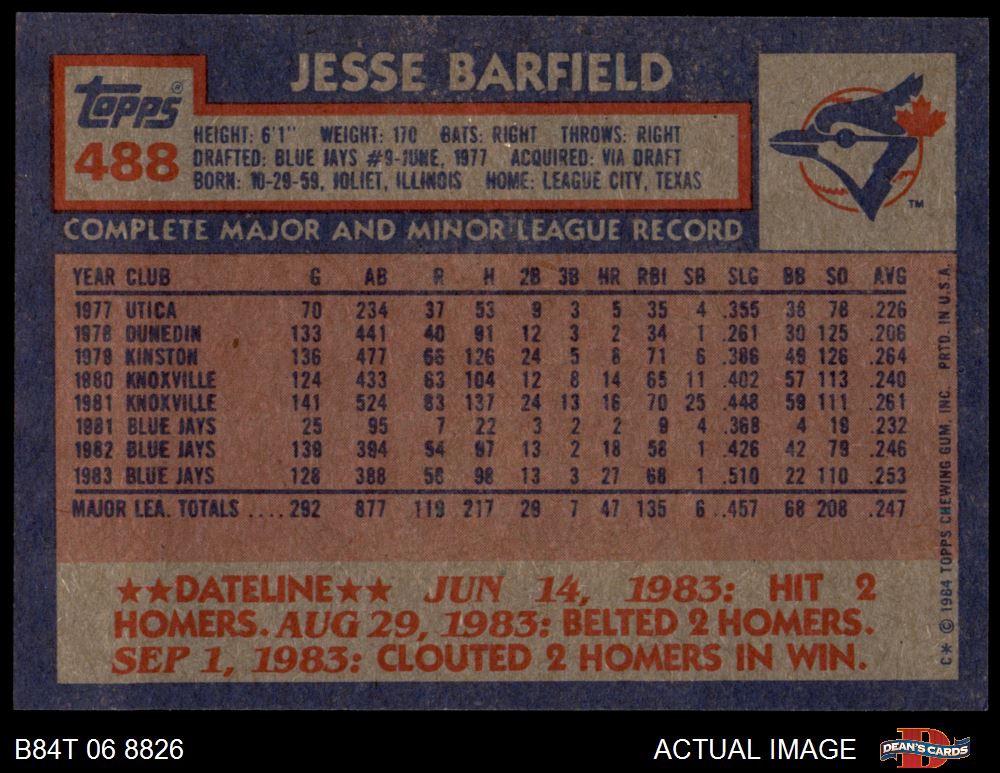 JESSE BARFIELD
Topps®
488
HEIGHT: 6'1" WEIGHT: 170 BATS: RIGHT THROWS: RIGHT
DRAFTED: BLUE JAYS #9-JUNE, 1977 ACQUIRED: VIA DRAFT
BORN: 10-29-59, JOLIET, ILLINOIS HOME: LEAGUE CITY, TEXAS
TM
COMPLETE MAJOR AND MINOR LEAGUE RECORD
YEAR CLUB G AB R H 2B 3B HR RBI SB SLG BB SO AVG
1977 UTICA 70 234 37 53 9 3 5 35 4 .355 38 78 .226
1978 DUNEDIN 133 441 40 91 12 3 2 34 1 .261 30 125 .206
1979 KINSTON 136 477 66 126 24 5 8 71 6 .386 49 126 .264
1980 KNOXVILLE 124 433 63 104 12 8 14 65 11 .402 57 113 .240
1981 KNOXVILLE 141 524 83 137 24 13 16 70 25 .448 59 111 .261
1981 BLUE JAYS 25 95 7 22 3 2 2 9 4 .368 4 19 .232
1982 BLUE JAYS 139 394 54 97 13 2 18 58 1 .426 42 79 .246
1983 BLUE JAYS 128 388 58 98 13 3 27 68 1 .510 22 110 .253
MAJOR LEA. TOTALS .... 292 877 119 217 29 7 47 135 6 .457 68 208 .247
★★DATELINE★★ JUN 14, 1983: HIT 2
HOMERS. AUG 29, 1983: BELTED 2 HOMERS.
SEP 1, 1983: CLOUTED 2 HOMERS IN WIN.
C* © 1984 TOPPS CHEWING GUM, INC. PRTD. IN U.S.A.
B84T 06 8826
ACTUAL IMAGE
DEAN'S CARDS